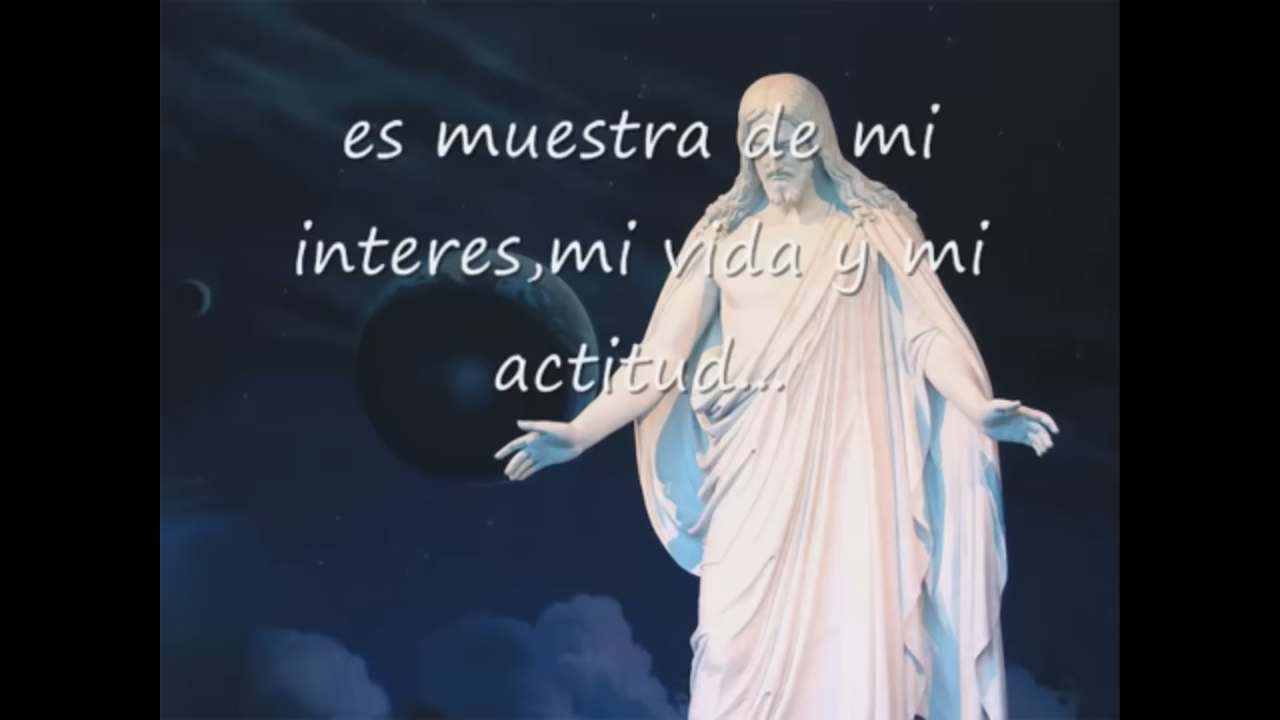 es muestra de mi
interes,mi vida y mi
actitud...